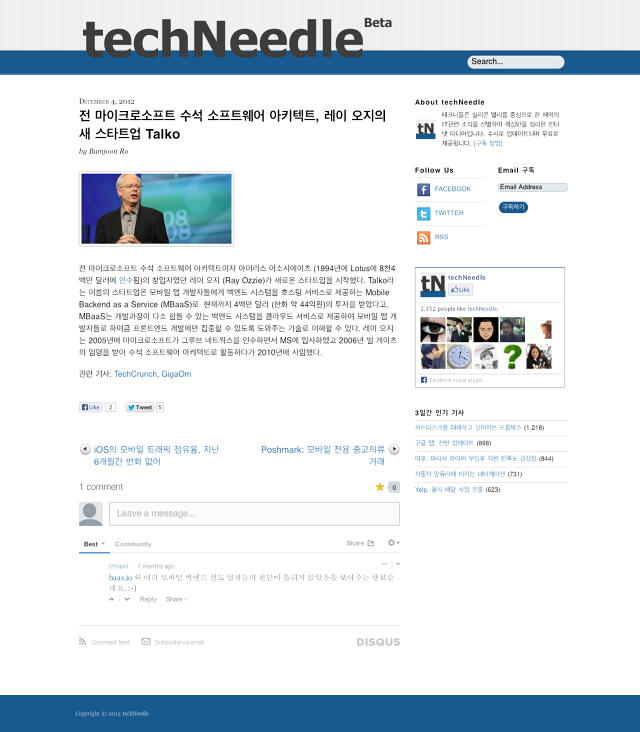 techNeedle Beta
Search...
December 4, 2012
전 마이크로소프트 수석 소프트웨어 아키텍트, 레이 오지의
새 스타트업 Talko
by Bumjoon Ro
전 마이크로소프트 수석 소프트웨어 아키텍트이자 아이리스 어소시에이츠 (1994년에 Lotus에 8천4
백만 달러에 인수됨)의 창업자였던 레이 오지 (Ray Ozzie)가 새로운 스타트업을 시작했다. Talko라
는 이름의 스타트업은 모바일 앱 개발자들에게 백엔드 시스템을 호스팅 서비스로 제공하는 Mobile
Backend as a Service (MBaaS)로 현재까지 4백만 달러 (한화 약 44억원)의 투자를 받았다고.
MBaaS는 개발과정이 다소 힘들 수 있는 백엔드 시스템을 클라우드 서비스로 제공하여 모바일 앱 개
발자들로 하여금 프론트엔드 개발에만 집중할 수 있도록 도와주는 기술로 이해할 수 있다. 레이 오지
는 2005년에 마이크로소프트가 그루브 네트웍스를 인수하면서 MS에 입사하였고 2006년 빌 게이츠
의 임명을 받아 수석 소프트웨어 아케텍트로 활동하다가 2010년에 사임했다.
관련 기사: TechCrunch, GigaOm
Like 2 Tweet 5
iOS의 모바일 트래픽 점유율, 지난
6개월간 변화 없어
Poshmark: 모바일 전용 중고의류
거래
1 comment
0
Leave a message...
Best Community Share
choipd 7 months ago
baas.io 와 여러 모바일 백엔드 선도 업체들의 판단이 틀리지 않았음을 보여주는 행보같
네요. :-)
Reply Share ›
Comment feed Subscribe via email DISQUS
About techNeedle
tN
테크니들은 실리콘 밸리를 중심으로 한 해외의
IT관련 소식을 선별하여 핵심만을 정리한 인터
넷 미디어입니다. 수시로 업데이트되며 무료로
제공됩니다. [구독 방법]
Follow Us
FACEBOOK
TWITTER
RSS
Email 구독
Email Address
구독하기
tN
techNeedle
Like
2,352 people like techNeedle.
Facebook social plugin
3일간 인기 기사
하드디스크를 대체하고 싶어하는 드롭박스 (1,218)
구글 맵, 전면 업데이트 (898)
야후, 마리사 마이어 부임후 직원 만족도 급상승 (844)
자동차 앞유리에 비치는 네비게이션 (731)
Yelp, 음식 배달 사업 진출 (623)
Copyright © 2013 techNeedle